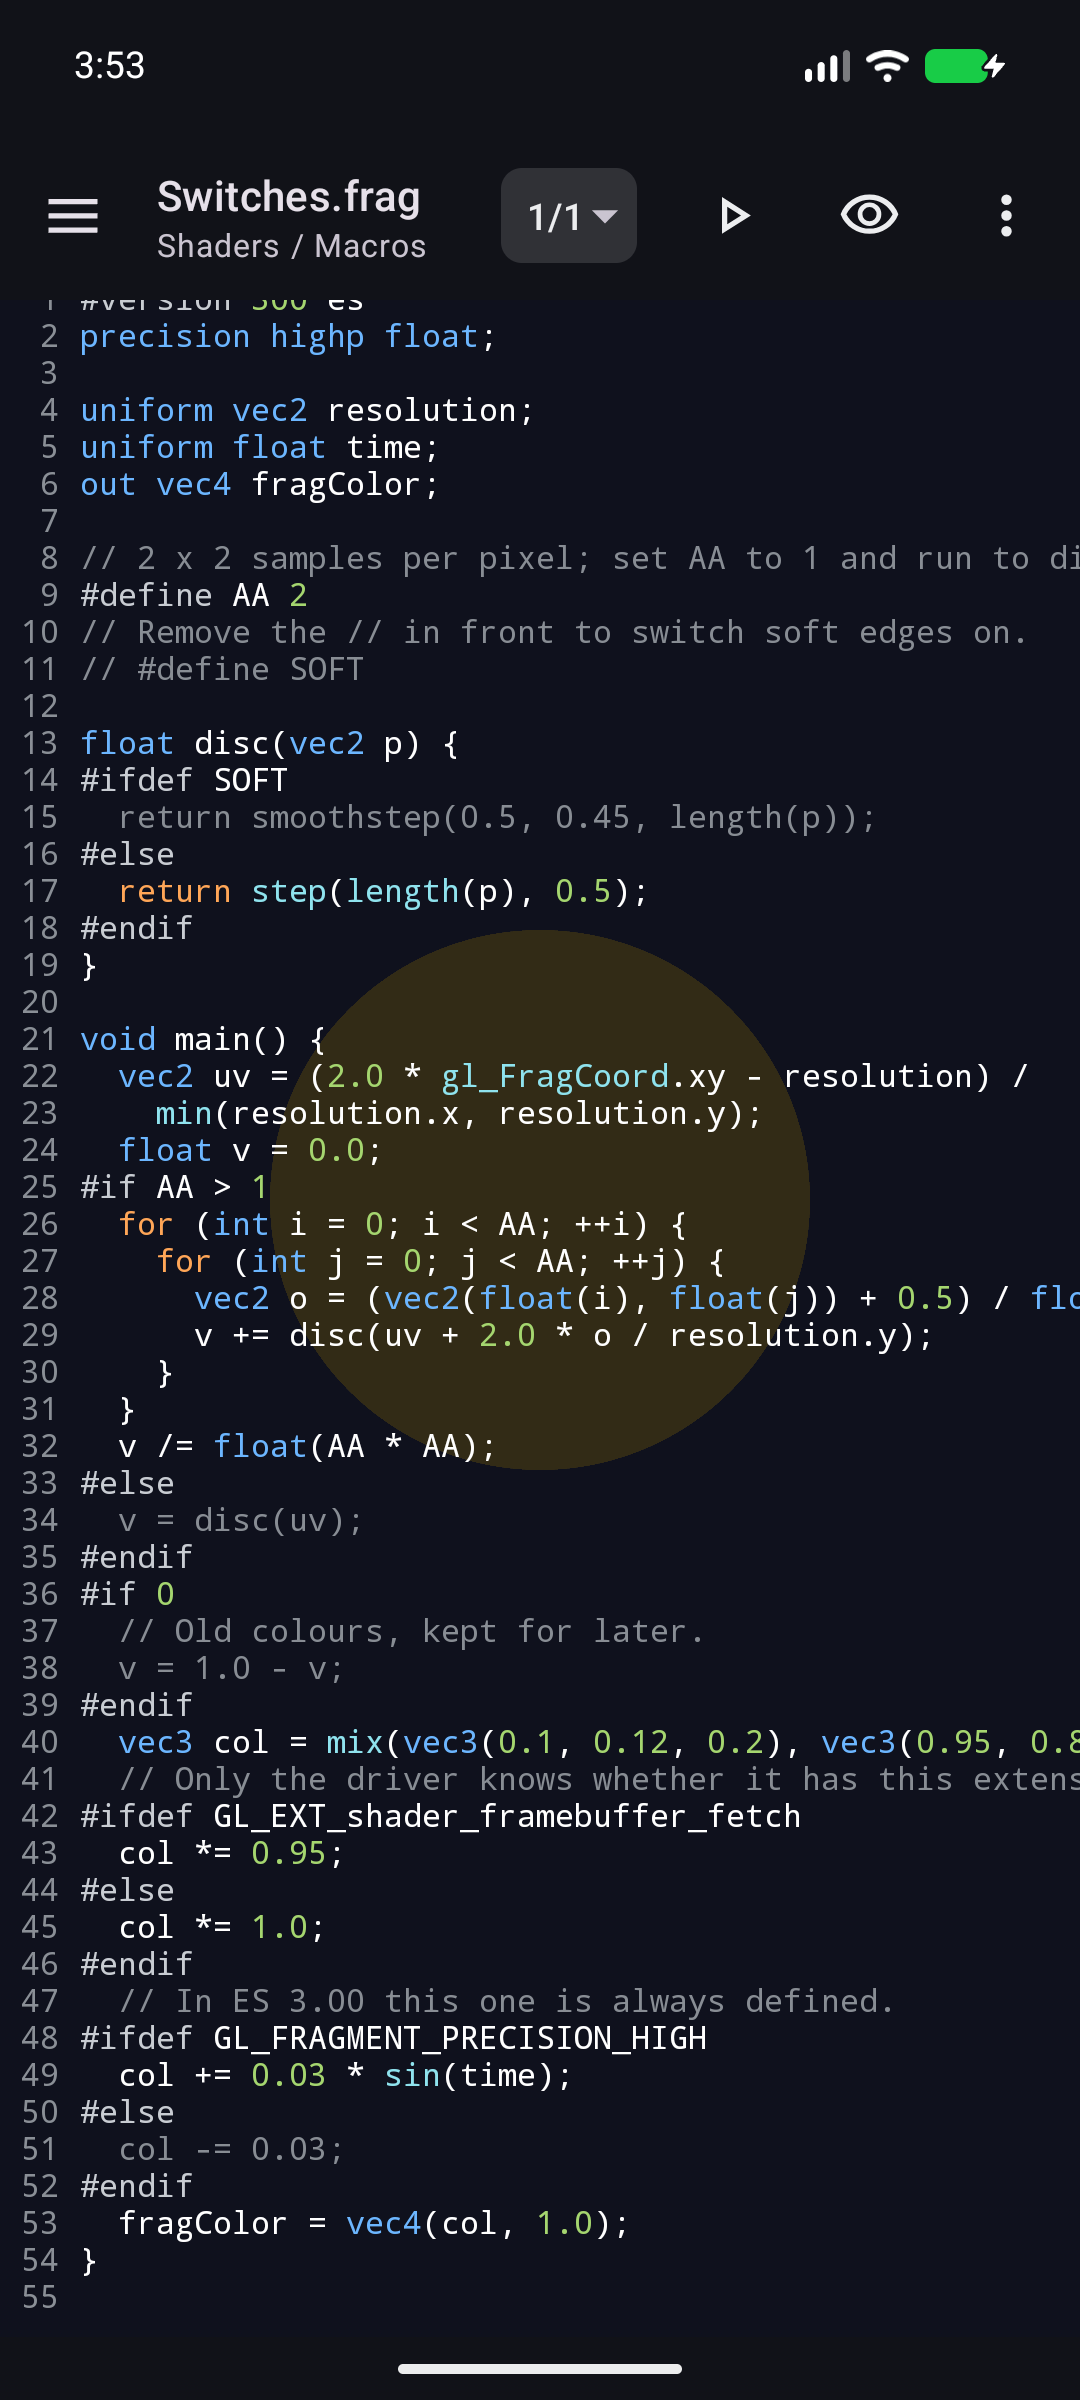 3:53
Switches.frag
Shaders / Macros
1/1
1 #version 300 es
2 precision highp float;
3
4 uniform vec2 resolution;
5 uniform float time;
6 out vec4 fragColor;
7
8 // 2 x 2 samples per pixel; set AA to 1 and run to di
9 #define AA 2
10 // Remove the // in front to switch soft edges on.
11 // #define SOFT
12
13 float disc(vec2 p) {
14 #ifdef SOFT
15   return smoothstep(0.5, 0.45, length(p));
16 #else
17   return step(length(p), 0.5);
18 #endif
19 }
20
21 void main() {
22   vec2 uv = (2.0 * gl_FragCoord.xy - resolution) /
23     min(resolution.x, resolution.y);
24   float v = 0.0;
25 #if AA > 1
26   for (int i = 0; i < AA; ++i) {
27     for (int j = 0; j < AA; ++j) {
28       vec2 o = (vec2(float(i), float(j)) + 0.5) / flo
29       v += disc(uv + 2.0 * o / resolution.y);
30     }
31   }
32   v /= float(AA * AA);
33 #else
34   v = disc(uv);
35 #endif
36 #if 0
37   // Old colours, kept for later.
38   v = 1.0 - v;
39 #endif
40   vec3 col = mix(vec3(0.1, 0.12, 0.2), vec3(0.95, 0.8
41   // Only the driver knows whether it has this extens
42 #ifdef GL_EXT_shader_framebuffer_fetch
43   col *= 0.95;
44 #else
45   col *= 1.0;
46 #endif
47   // In ES 3.00 this one is always defined.
48 #ifdef GL_FRAGMENT_PRECISION_HIGH
49   col += 0.03 * sin(time);
50 #else
51   col -= 0.03;
52 #endif
53   fragColor = vec4(col, 1.0);
54 }
55